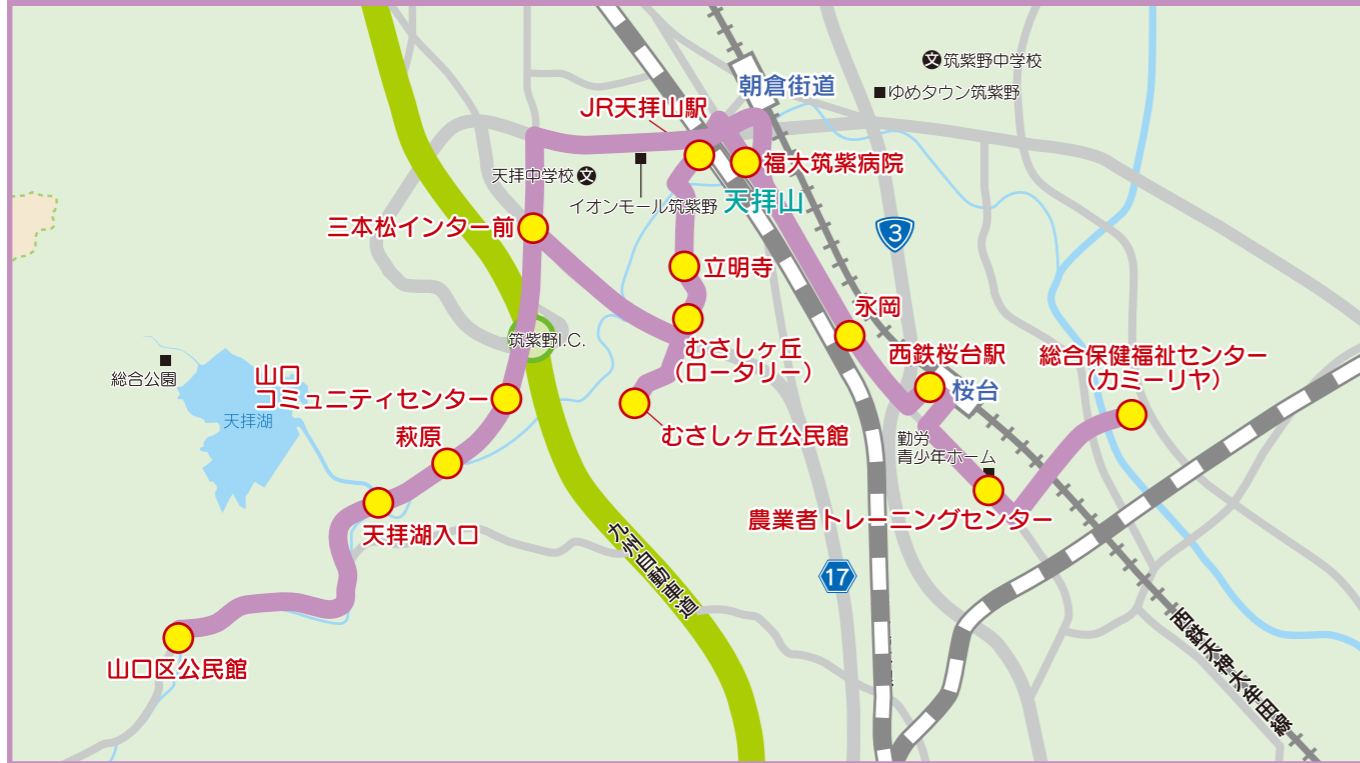 筑紫野中学校
朝倉街道
ゆめタウン筑紫野
JR天拝山駅
福大筑紫病院
天拝中学校
イオンモール筑紫野
天拝山
三本松インター前
3
立明寺
永岡
筑紫野I.C.
むさしヶ丘
(ロータリー)
西鉄桜台駅
総合保健福祉センター
(カミーリヤ)
総合公園
山口
コミュニティセンター
桜台
天拝湖
萩原
むさしヶ丘公民館
勤労
青少年ホーム
天拝湖入口
農業者トレーニングセンター
九州自動車道
17
山口区公民館
西鉄天神大牟田線